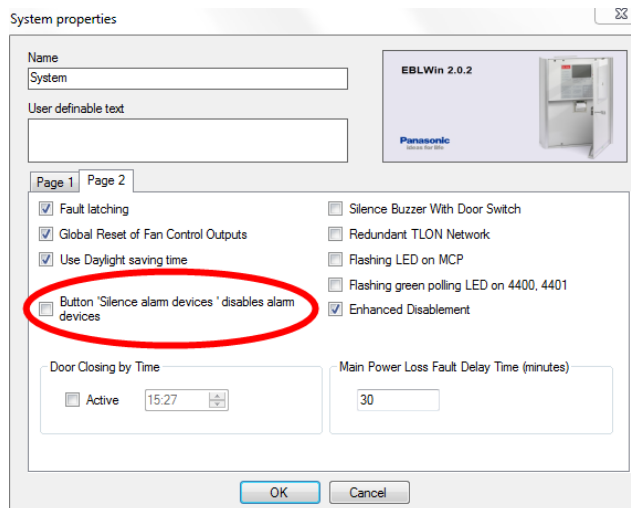 System properties
Name
System
User definable text
EBLWin 2.0.2
Panasonic
ideas for life
Page 1
Page 2
Fault latching
Global Reset of Fan Control Outputs
Use Daylight saving time
Button 'Silence alarm devices ' disables alarm
devices
Silence Buzzer With Door Switch
Redundant TLON Network
Flashing LED on MCP
Flashing green polling LED on 4400, 4401
Enhanced Disablement
Door Closing by Time
Active
15:27
Main Power Loss Fault Delay Time (minutes)
30
OK
Cancel